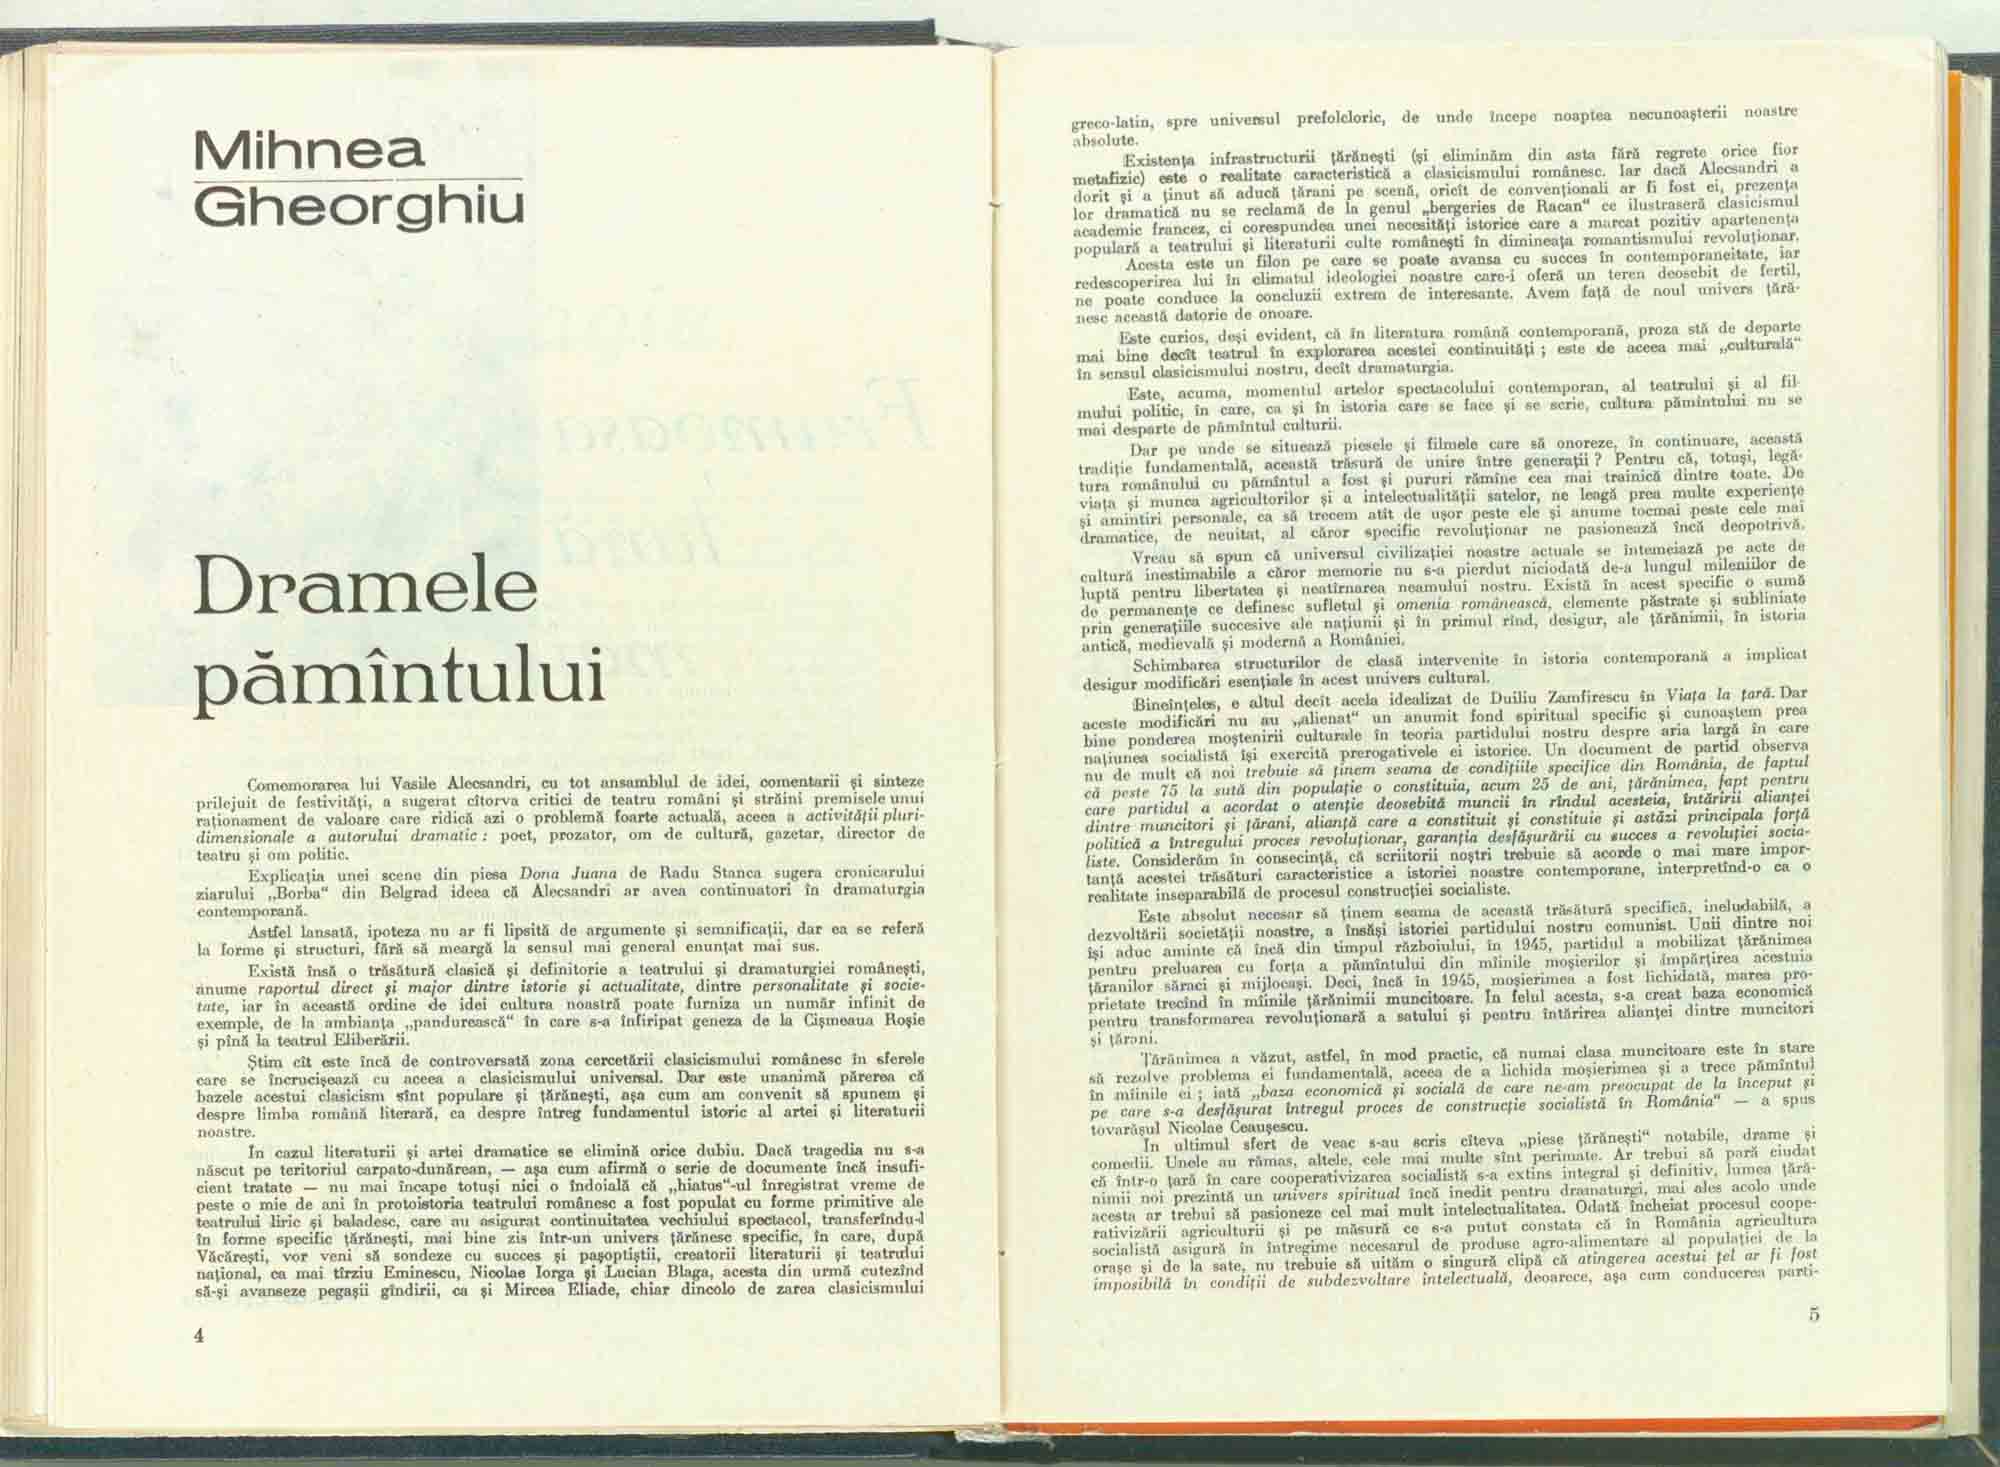 Mihnea
Gheorghiu
Dramele
pămîntului
Comemorarea lui Vasile Alecsandri, cu tot ansamblul de idei, comentarii și sinteze
prilejuit de festivități, a sugerat cîtorva critici de teatru români și străini premisele unui
raționament de valoare care ridică azi o problemă foarte actuală, aceea a activității pluri-
dimensionale a autorului dramatic : poet, prozator, om de cultură, gazetar, director de
teatru și om politic.
Explicația unei scene din piesa Dona Juana de Radu Stanca sugera cronicarului
ziarului „Borba“ din Belgrad ideea că Alecsandri ar avea continuatori în dramaturgia
contemporană.
Astfel lansată, ipoteza nu ar fi lipsită de argumente și semnificații, dar ea se referă
la forme și structuri, fără să meargă la sensul mai general enunțat mai sus.
Există însă o trăsătură clasică și definitorie a teatrului și dramaturgiei românești,
anume raportul direct și major dintre istorie și actualitate, dintre personalitate și socie-
tate, iar în această ordine de idei cultura noastră poate furniza un număr infinit de
exemple, de la ambianța „pandurească“ în care s-a înfiripat geneza de la Cișmeaua Roșie
și pînă la teatrul Eliberării.
Știm cît este încă de controversată zona cercetării clasicismului românesc în sferele
care se încrucișează cu aceea a clasicismului universal. Dar este unanimă părerea că
bazele acestui clasicism sînt populare și țărănești, așa cum am convenit să spunem și
despre limba română literară, ca despre întreg fundamentul istoric al artei și literaturii
noastre.
În cazul literaturii și artei dramatice se elimină orice dubiu. Dacă tragedia nu s-a
născut pe teritoriul carpato-dunărean, — așa cum afirmă o serie de documente încă insufi-
cient tratate — nu mai încape totuși nici o îndoială că „hiatus“-ul înregistrat vreme de
peste o mie de ani în protoistoria teatrului românesc a fost populat cu forme primitive ale
teatrului liric și baladesc, care au asigurat continuitatea vechiului spectacol, transferîndu-l
în forme specific țărănești, mai bine zis într-un univers țărănesc specific, în care, după
Văcărești, vor veni să sondeze cu succes și pașoptiștii, creatorii literaturii și teatrului
național, ca mai tîrziu Eminescu, Nicolae Iorga și Lucian Blaga, acesta din urmă cutezînd
să-și avanseze pegașii gîndirii, ca și Mircea Eliade, chiar dincolo de zarea clasicismului
4
greco-latin, spre universul prefolcloric, de unde începe noaptea necunoașterii noastre
absolute.
Existența infrastructurii țărănești (și eliminăm din asta fără regrete orice fior
metafizic) este o realitate caracteristică a clasicismului românesc. Iar dacă Alecsandri a
dorit și a ținut să aducă țărani pe scenă, oricît de convenționali ar fi fost ei, prezența
lor dramatică nu se reclamă de la genul „bergeries de Racan“ ce ilustraseră clasicismul
academic francez, ci corespundea unei necesități istorice care a marcat pozitiv apartenența
populară a teatrului și literaturii culte românești în dimineața romantismului revoluționar.
Acesta este un filon pe care se poate avansa cu succes în contemporaneitate, iar
redescoperirea lui în climatul ideologiei noastre care-i oferă un teren deosebit de fertil,
ne poate conduce la concluzii extrem de interesante. Avem față de noul univers țără-
nesc această datorie de onoare.
Este curios, deși evident, că în literatura română contemporană, proza stă de departe
mai bine decît teatrul în explorarea acestei continuități ; este de aceea mai „culturală“
în sensul clasicismului nostru, decît dramaturgia.
Este, acuma, momentul artelor spectacolului contemporan, al teatrului și al fil-
mului politic, în care, ca și în istoria care se face și se scrie, cultura pămîntului nu se
mai desparte de pămîntul culturii.
Dar pe unde se situează piesele și filmele care să onoreze, în continuare, această
tradiție fundamentală, această trăsură de unire între generații ? Pentru că, totuși, legă-
tura românului cu pămîntul a fost și pururi rămîne cea mai trainică dintre toate. De
viața și munca agricultorilor și a intelectualității satelor, ne leagă prea multe experiențe
și amintiri personale, ca să trecem atît de ușor peste ele și anume tocmai peste cele mai
dramatice, de neuitat, al căror specific revoluționar ne pasionează încă deopotrivă.
Vreau să spun că universul civilizației noastre actuale se întemeiază pe acte de
cultură inestimabile a căror memorie nu s-a pierdut niciodată de-a lungul mileniilor de
luptă pentru libertatea și neatîrnarea neamului nostru. Există în acest specific o sumă
de permanențe ce definesc sufletul și omenia românească, elemente păstrate și subliniate
prin generațiile succesive ale națiunii și în primul rînd, desigur, ale țărănimii, în istoria
antică, medievală și modernă a României.
Schimbarea structurilor de clasă intervenite în istoria contemporană a implicat
desigur modificări esențiale în acest univers cultural.
Bineînțeles, e altul decît acela idealizat de Duiliu Zamfirescu în Viața la țară. Dar
aceste modificări nu au „alienat“ un anumit fond spiritual specific și cunoaștem prea
bine ponderea moștenirii culturale în teoria partidului nostru despre aria largă în care
națiunea socialistă își exercită prerogativele ei istorice. Un document de partid observa
nu de mult că noi trebuie să ținem seama de condițiile specifice din România, de faptul
că peste 75 la sută din populație o constituia, acum 25 de ani, țărănimea, fapt pentru
care partidul a acordat o atenție deosebită muncii în rîndul acesteia, întăririi alianței
dintre muncitori și țărani, alianță care a constituit și constituie și astăzi principala forță
politică a întregului proces revoluționar, garanția desfășurării cu succes a revoluției socia-
liste. Considerăm în consecință, că scriitorii noștri trebuie să acorde o mai mare impor-
tanță acestei trăsături caracteristice a istoriei noastre contemporane, interpretînd-o ca o
realitate inseparabilă de procesul construcției socialiste.
Este absolut necesar să ținem seama de această trăsătură specifică, ineludabilă, a
dezvoltării societății noastre, a însăși istoriei partidului nostru comunist. Unii dintre noi
își aduc aminte că încă din timpul războiului, în 1945, partidul a mobilizat țărănimea
pentru preluarea cu forța a pămîntului din mîinile moșierilor și împărțirea acestuia
țăranilor săraci și mijlocași. Deci, încă în 1945, moșierimea a fost lichidată, marea pro-
prietate trecînd în mîinile țărănimii muncitoare. În felul acesta, s-a creat baza economică
pentru transformarea revoluționară a satului și pentru întărirea alianței dintre muncitori
și țărani.
Țărănimea a văzut, astfel, în mod practic, că numai clasa muncitoare este în stare
să rezolve problema ei fundamentală, aceea de a lichida moșierimea și a trece pămîntul
în mîinile ei ; iată „baza economică și socială de care ne-am preocupat de la început și
pe care s-a desfășurat întregul proces de construcție socialistă în România“ — a spus
tovarășul Nicolae Ceaușescu.
In ultimul sfert de veac s-au scris cîteva „piese țărănești“ notabile, drame și
comedii. Unele au rămas, altele, cele mai multe sînt perimate. Ar trebui să pară ciudat
că într-o țară în care cooperativizarea socialistă s-a extins integral și definitiv, lumea țără-
nimii noi prezintă un univers spiritual încă inedit pentru dramaturgi, mai ales acolo unde
acesta ar trebui să pasioneze cel mai mult intelectualitatea. Odată încheiat procesul coope-
rativizării agriculturii și pe măsură ce s-a putut constata că în România agricultura
socialistă asigură în întregime necesarul de produse agro-alimentare al populației de la
orașe și de la sate, nu trebuie să uităm o singură clipă că atingerea acestui țel ar fi fost
imposibilă în condiții de subdezvoltare intelectuală, deoarece, așa cum conducerea parti-
5